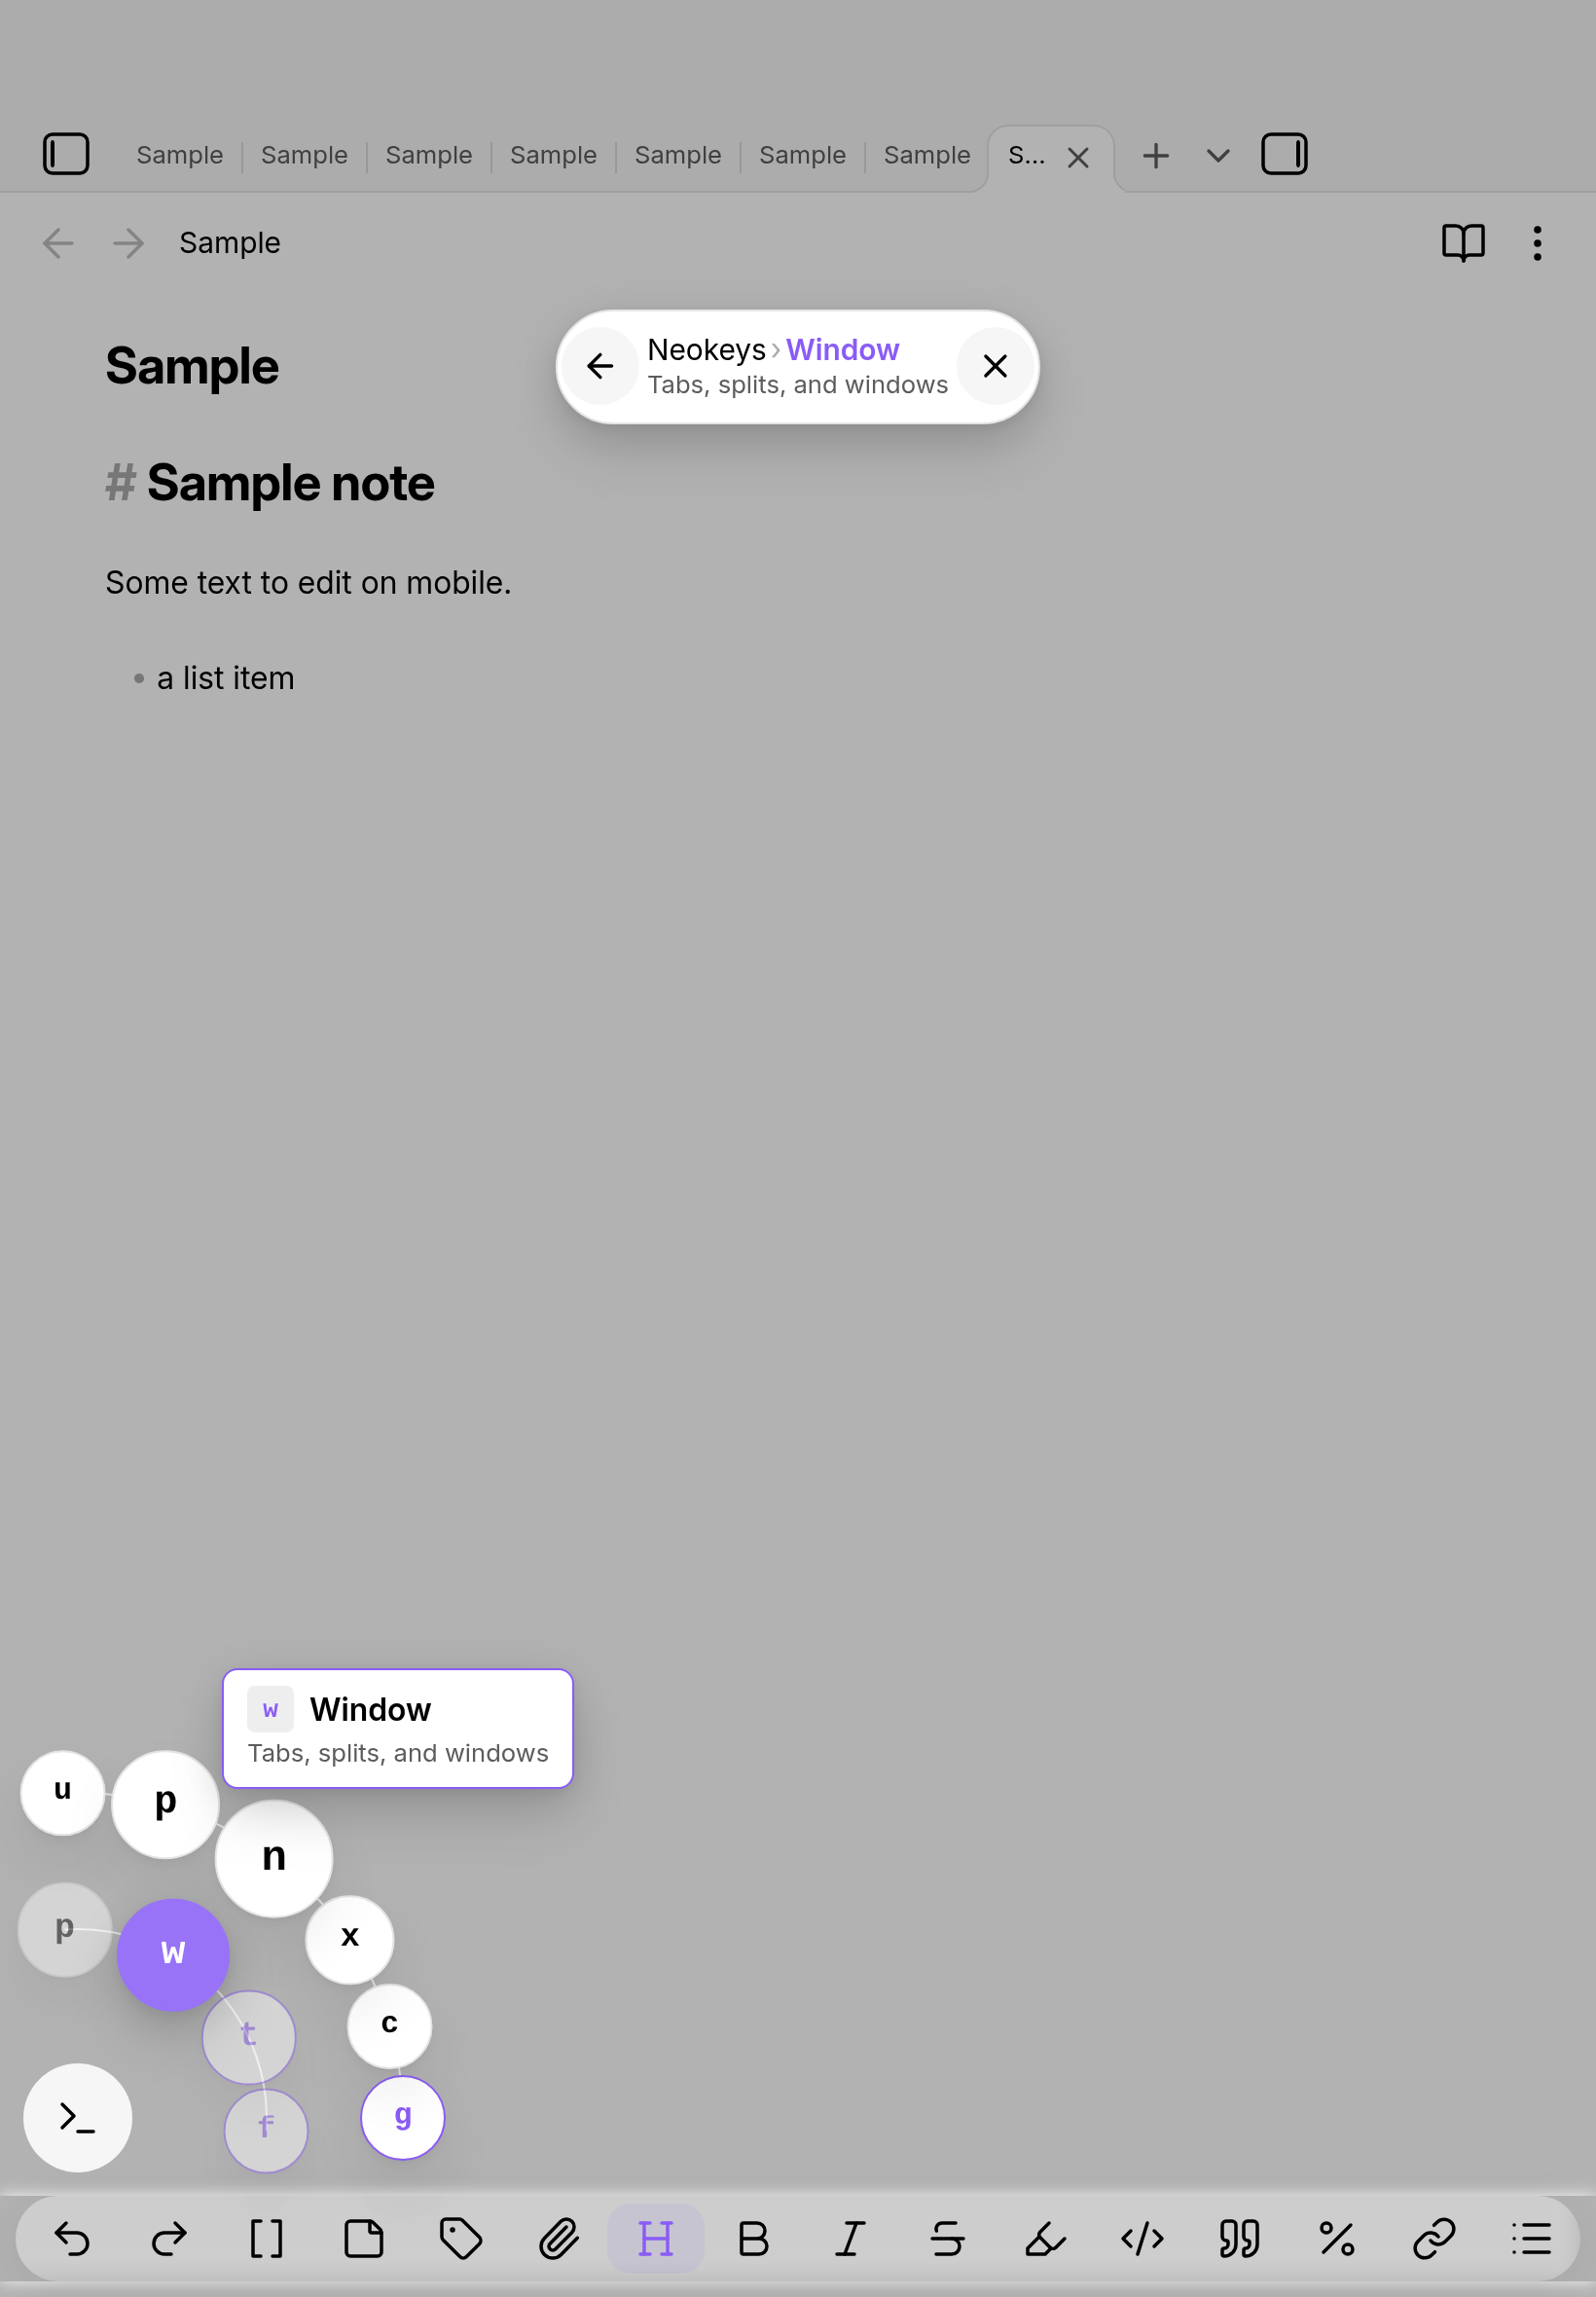 Sample Sample Sample Sample Sample Sample Sample S...
Sample
Neokeys › Window
Tabs, splits, and windows
Sample
# Sample note
Some text to edit on mobile.
• a list item
w Window
Tabs, splits, and windows
u
p
n
p
w
x
t
c
f
g